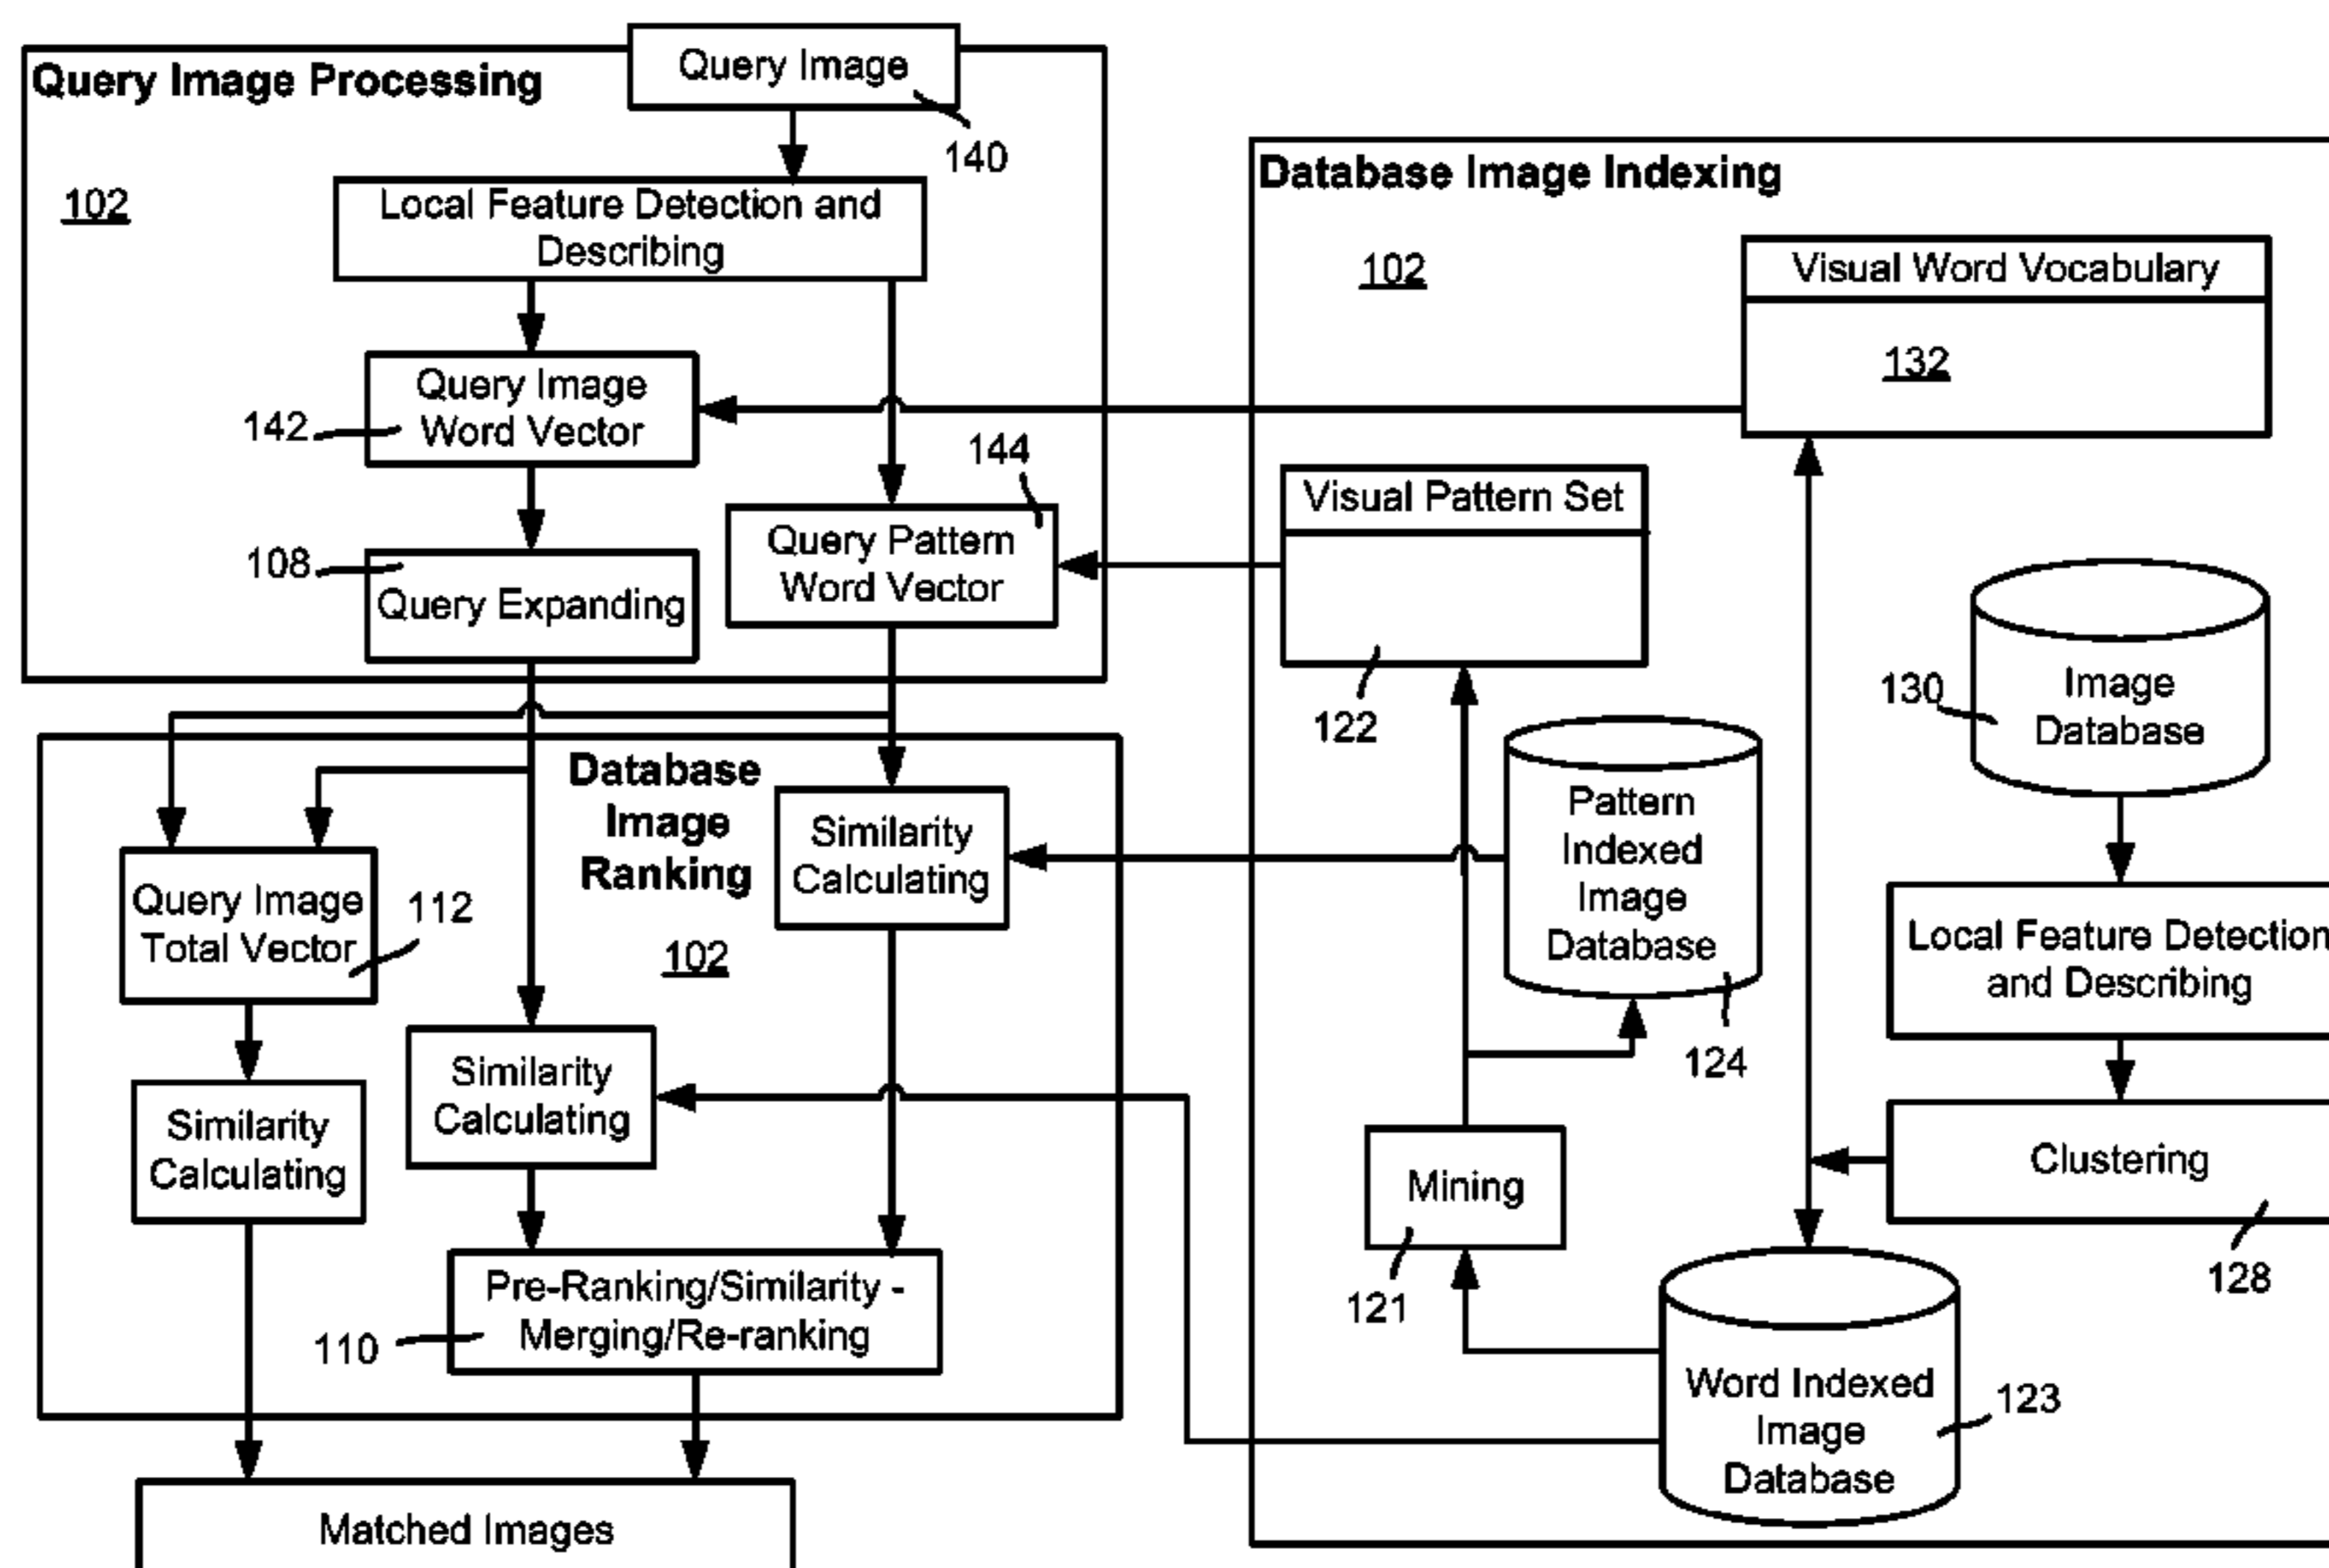 Query Image Processing
Query Image
140
102
Local Feature Detection and
Describing
Query Image
Word Vector
142
144
108
Query Expanding
Query Pattern
Word Vector
Database Image Indexing
102
Visual Word Vocabulary
132
Visual Pattern Set
122
130
Image
Database
Pattern
Indexed
Image
Database
124
Local Feature Detection
and Describing
Clustering
128
Mining
121
Word Indexed
Image
Database
123
Database
Image
Ranking
102
Similarity
Calculating
Query Image
Total Vector
112
Similarity
Calculating
Similarity
Calculating
Pre-Ranking/Similarity -
Merging/Re-ranking
110
Matched Images